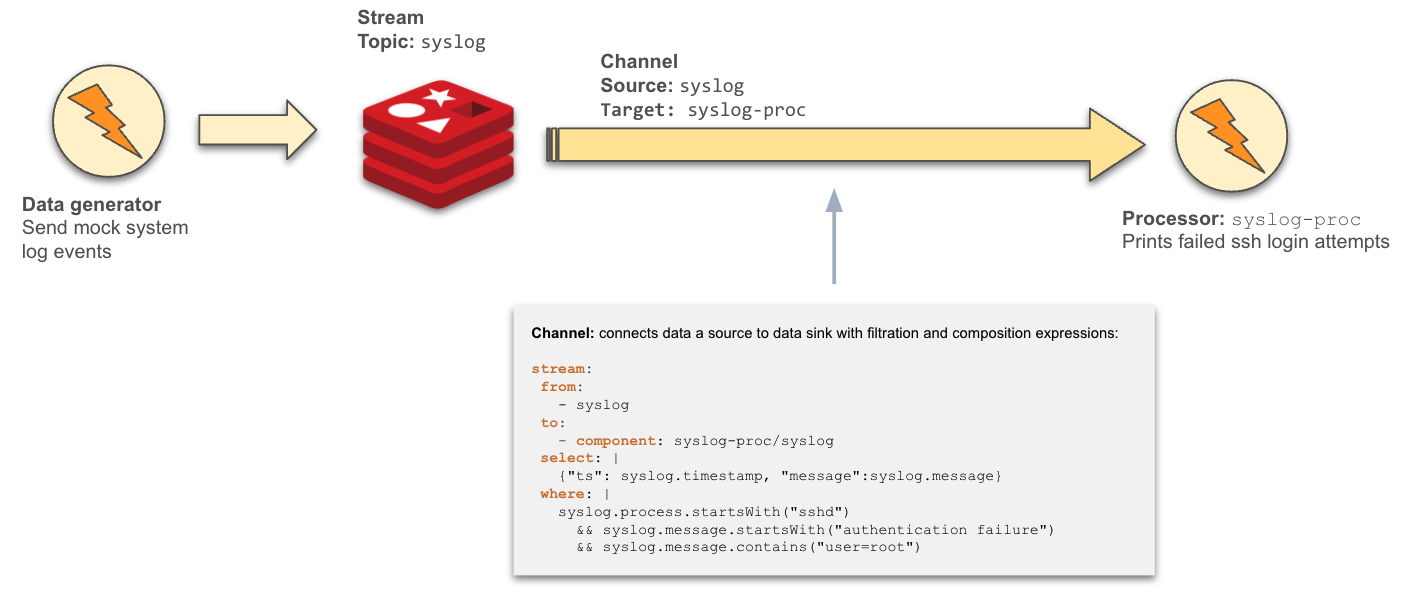 Stream
Topic: syslog
Channel
Source: syslog
Target: syslog-proc
Data generator
Send mock system
log events
Processor: syslog-proc
Prints failed ssh login attempts
Channel: connects data a source to data sink with filtration and composition expressions:
stream:
 from:
   - syslog
 to:
   - component: syslog-proc/syslog
 select: |
   {"ts": syslog.timestamp, "message":syslog.message}
 where: |
   syslog.process.startsWith("sshd")
     && syslog.message.startsWith("authentication failure")
     && syslog.message.contains("user=root")